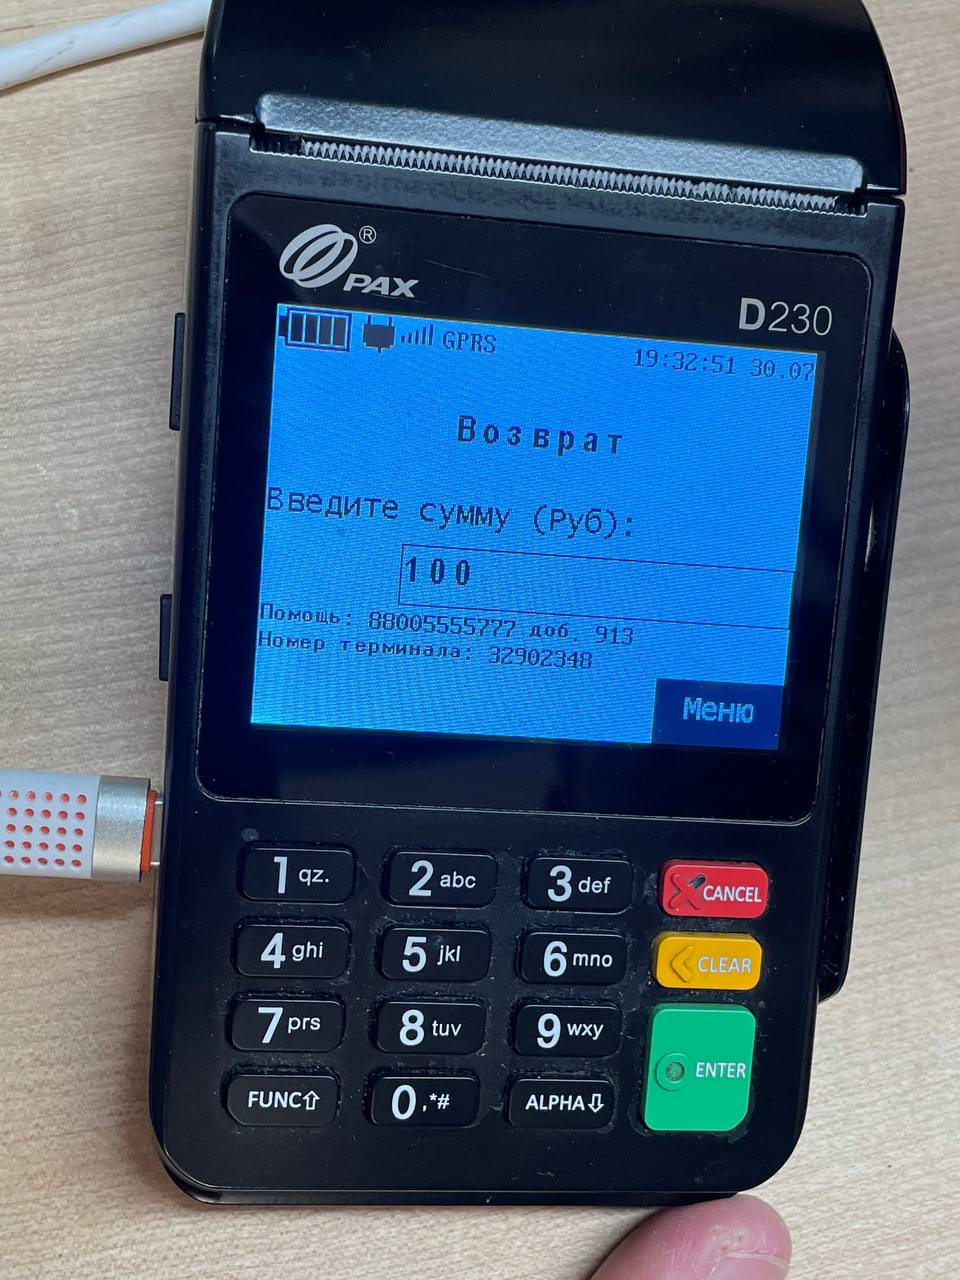 PAX®
D230
GPRS
19:32:51 30.07
Возврат
Введите сумму (Руб):
100
Помощь: 88005555777 доб. 913
Номер терминала: 32902348
Меню
1 qz.
2 abc
3 def
CANCEL
4 ghi
5 jkl
6 mno
CLEAR
7 prs
8 tuv
9 wxy
ENTER
FUNC⇧
0 ,*#
ALPHA⇩